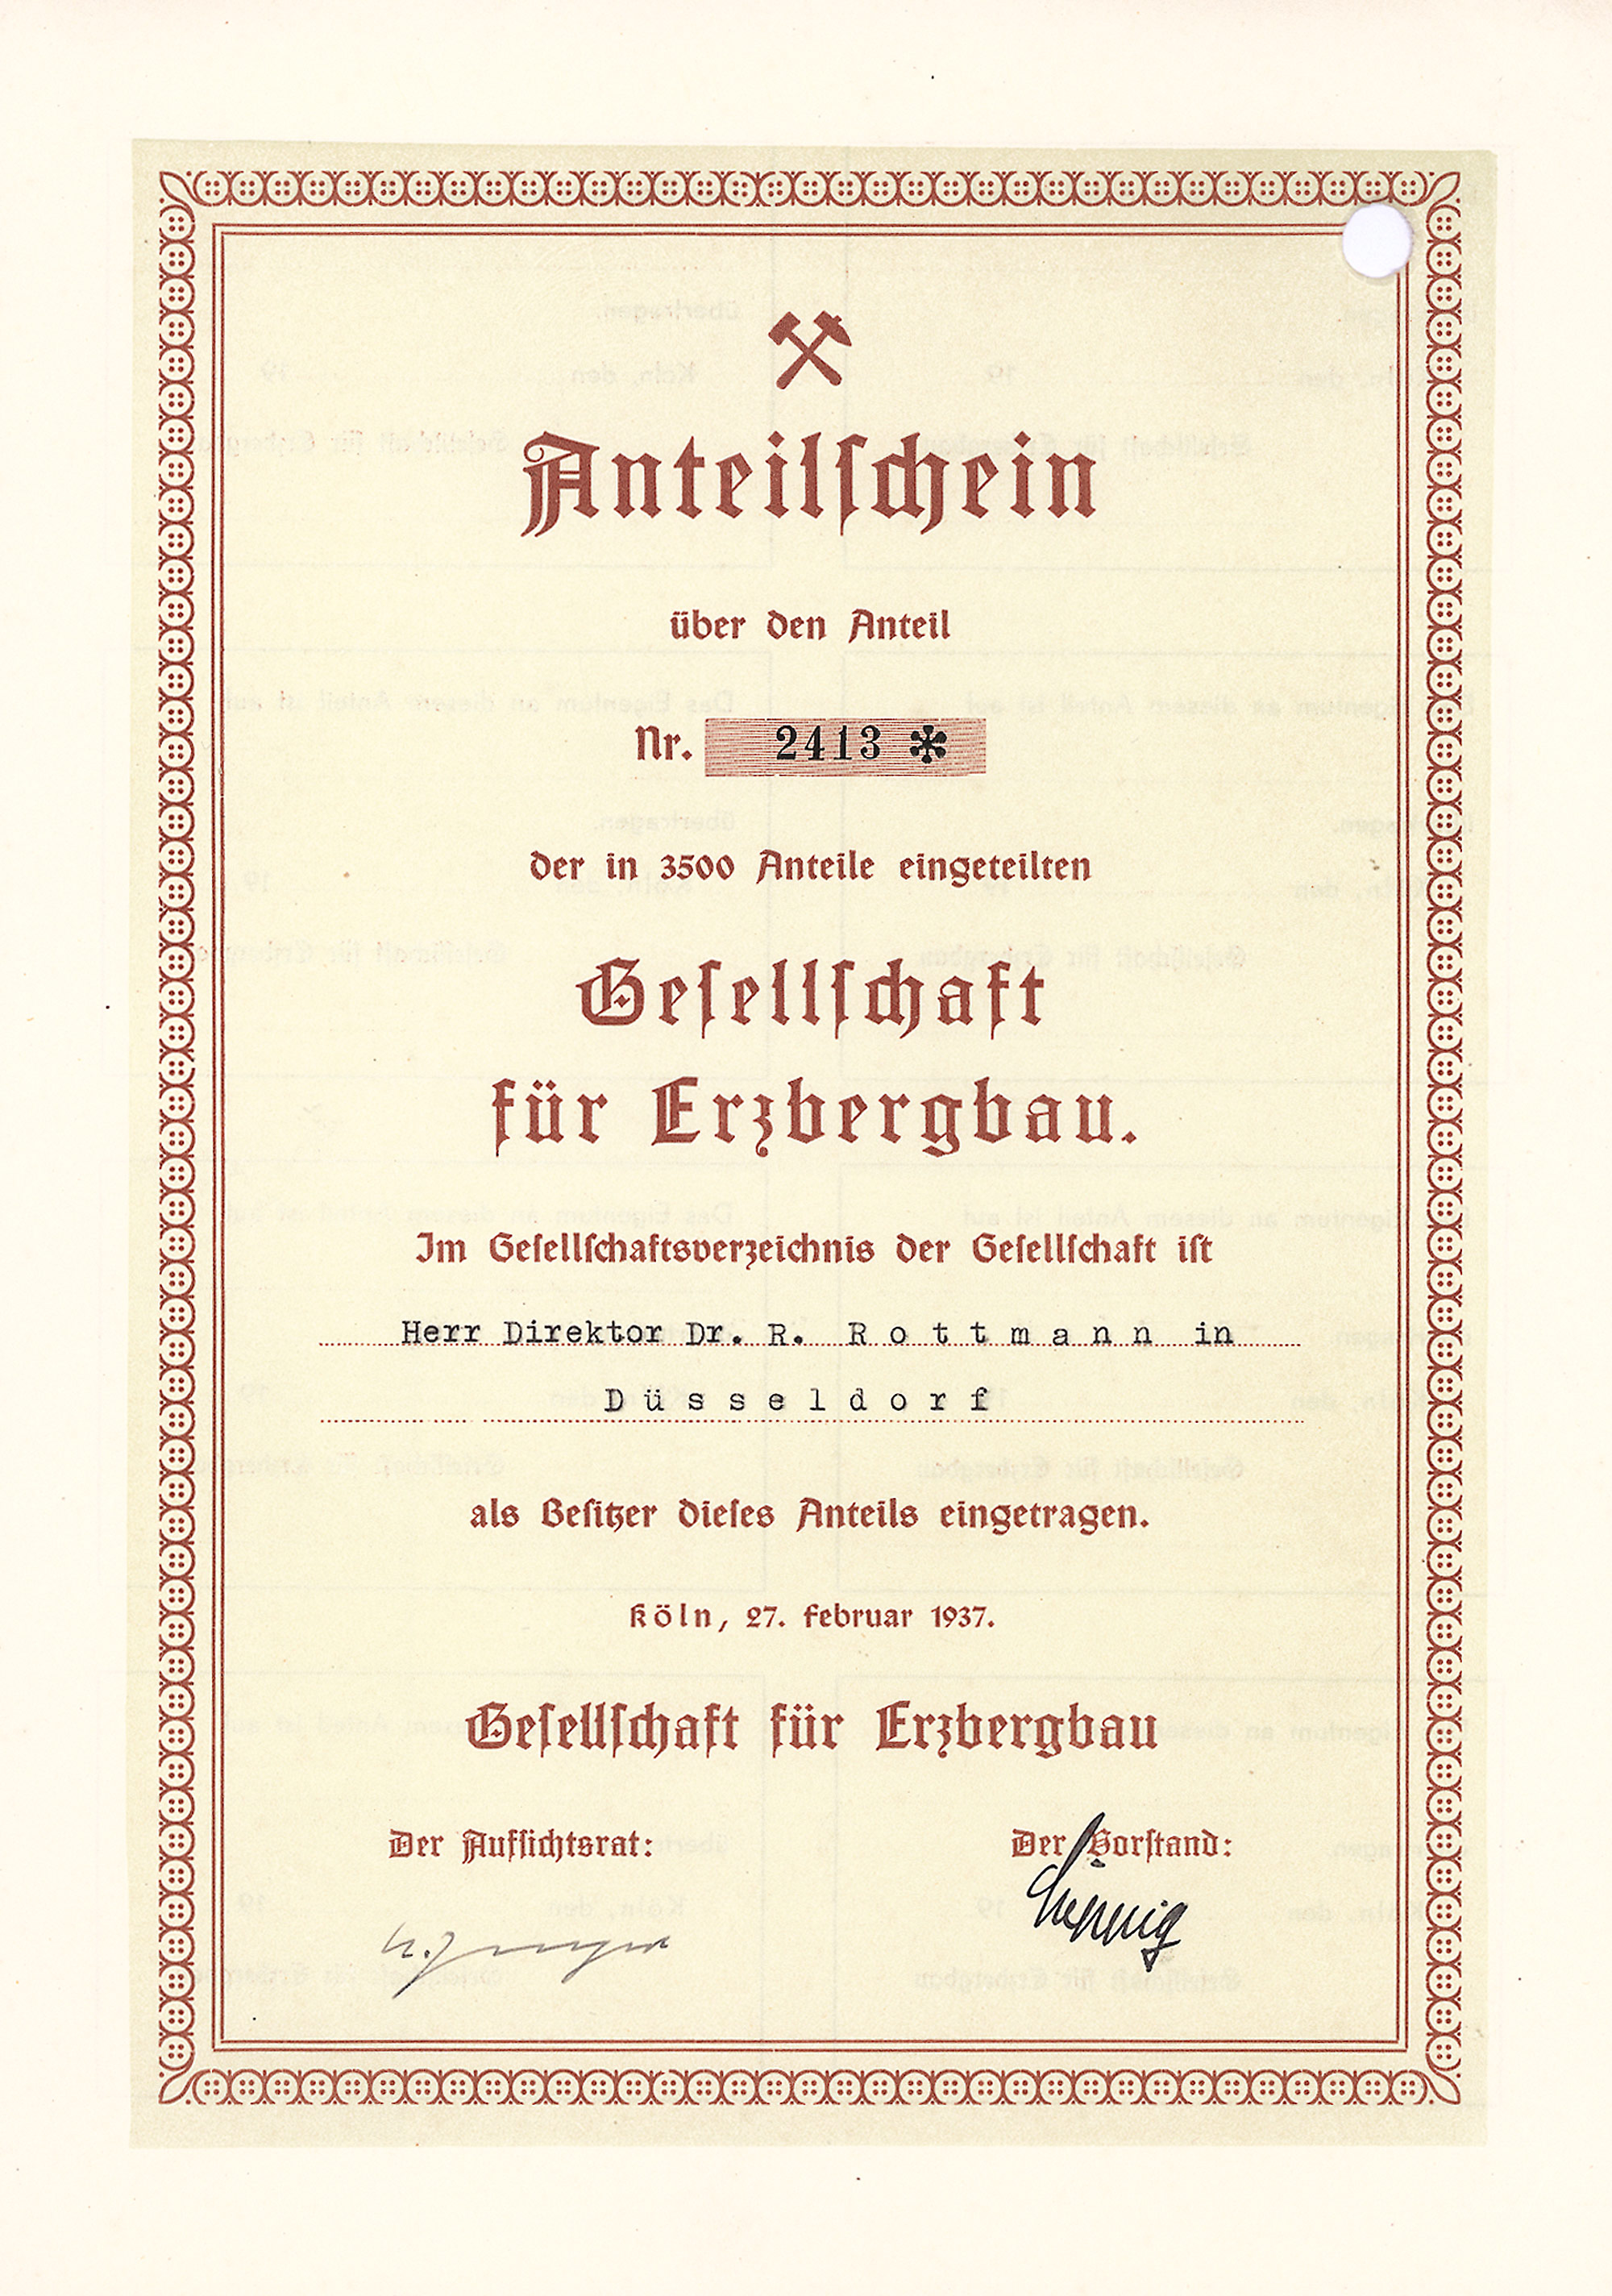 Anteilſchein
über den Anteil
Nr. 2413 *
der in 3500 Anteile eingeteilten
Geſellſchaft
für Erzbergbau.
Im Geſellſchaftsverzeichnis der Geſellſchaft iſt
Herr Direktor Dr. R. Rottmann in
Düsseldorf
als Beſitzer dieſes Anteils eingetragen.
Köln, 27. Februar 1937.
Geſellſchaft für Erzbergbau
Der Aufſichtsrat: Der Vorſtand: